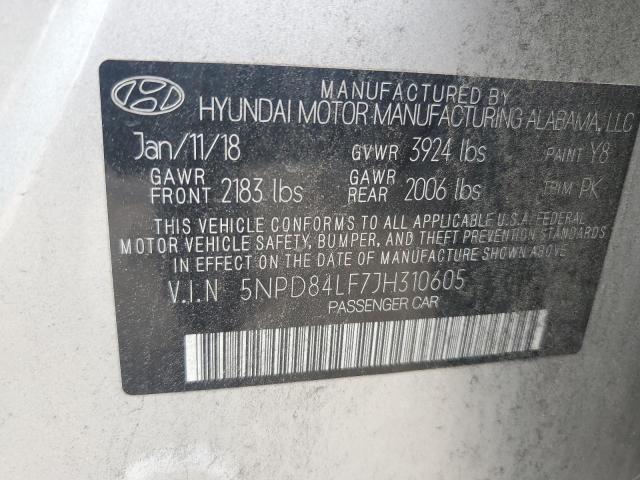 MANUFACTURED BY
HYUNDAI MOTOR MANUFACTURING ALABAMA, LLC
Jan/11/18 GVWR 3924 lbs PAINT Y8
GAWR FRONT 2183 lbs GAWR REAR 2006 lbs TRIM PK
THIS VEHICLE CONFORMS TO ALL APPLICABLE U.S.A. FEDERAL
MOTOR VEHICLE SAFETY, BUMPER, AND THEFT PREVENTION STANDARDS
IN EFFECT ON THE DATE OF MANUFACTURE SHOWN ABOVE.
V.I.N 5NPD84LF7JH310605
PASSENGER CAR